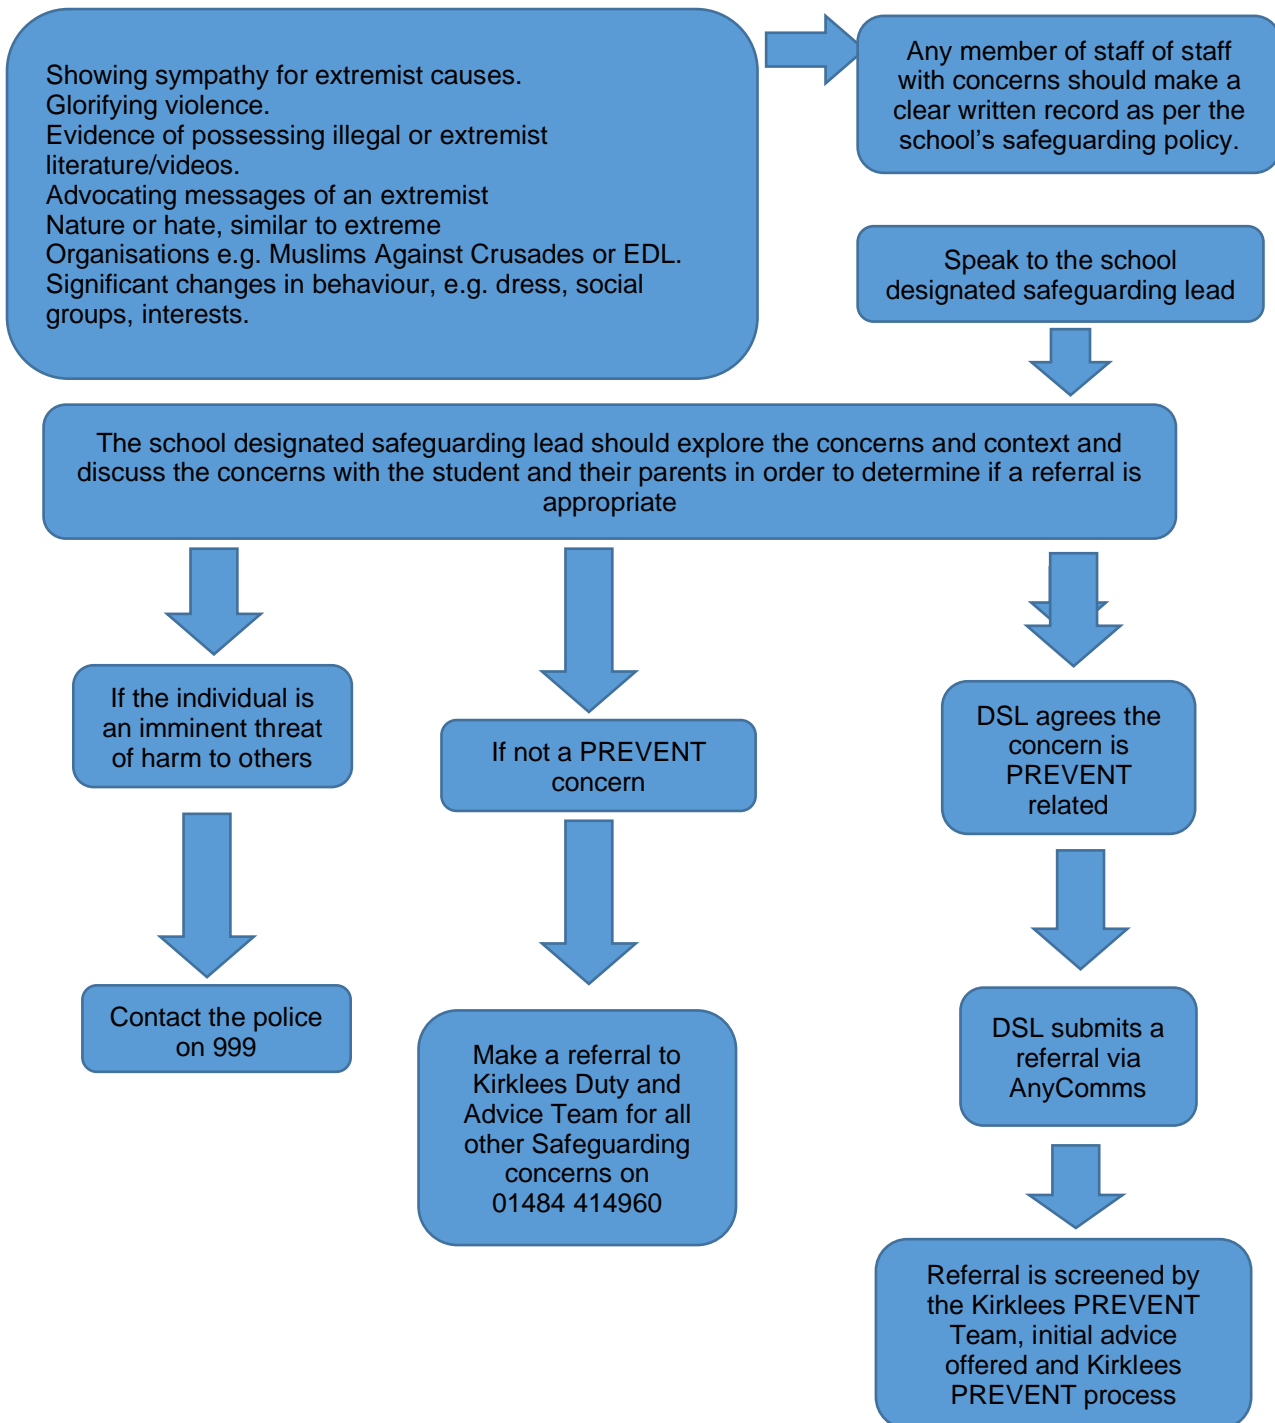 Showing sympathy for extremist causes.
Glorifying violence.
Evidence of possessing illegal or extremist
literature/videos.
Advocating messages of an extremist
Nature or hate, similar to extreme
Organisations e.g. Muslims Against Crusades or EDL.
Significant changes in behaviour, e.g. dress, social
groups, interests.
Any member of staff of staff
with concerns should make a
clear written record as per the
school’s safeguarding policy.
Speak to the school
designated safeguarding lead
The school designated safeguarding lead should explore the concerns and context and
discuss the concerns with the student and their parents in order to determine if a referral is
appropriate
If the individual is
an imminent threat
of harm to others
Contact the police
on 999
If not a PREVENT
concern
Make a referral to
Kirklees Duty and
Advice Team for all
other Safeguarding
concerns on
01484 414960
DSL agrees the
concern is
PREVENT
related
DSL submits a
referral via
AnyComms
Referral is screened by
the Kirklees PREVENT
Team, initial advice
offered and Kirklees
PREVENT process